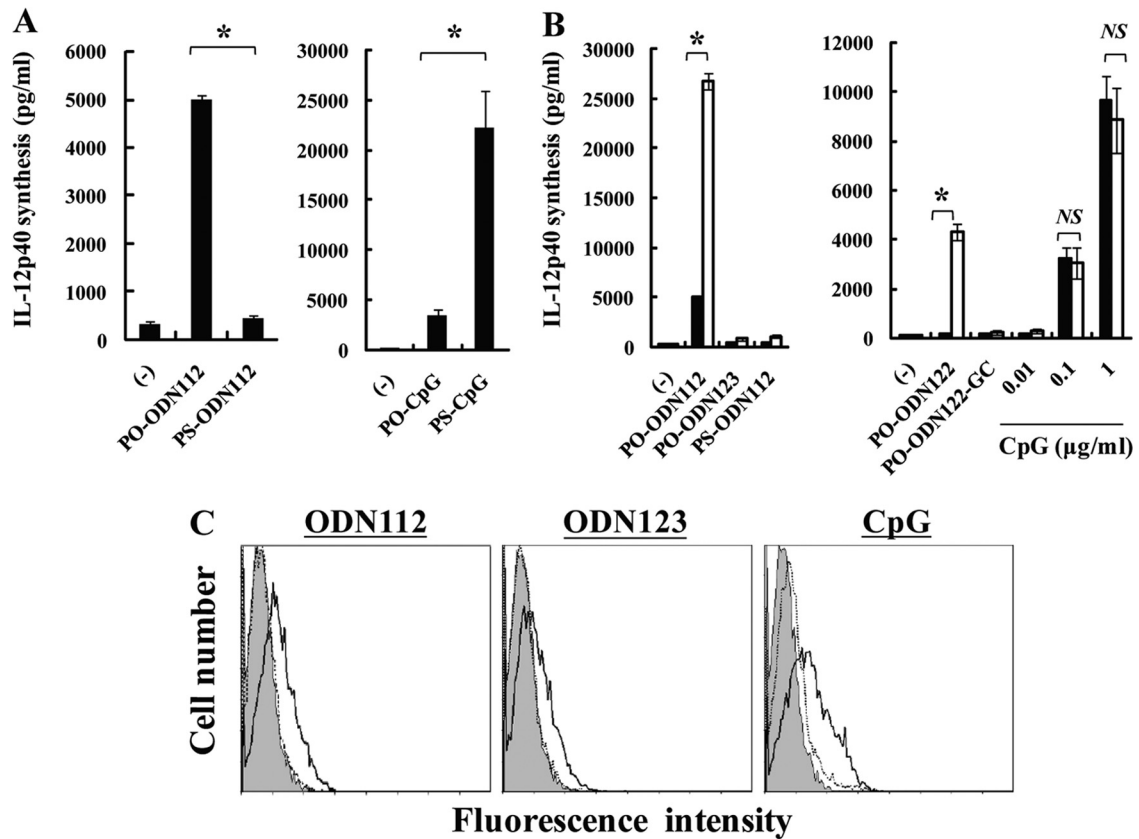 A
IL-12p40 synthesis (pg/ml)
6000
5000
4000
3000
2000
1000
0
*
(-)
PO-ODN112
PS-ODN112
30000
25000
20000
15000
10000
5000
0
*
(-)
PO-CpG
PS-CpG
B
IL-12p40 synthesis (pg/ml)
30000
25000
20000
15000
10000
5000
0
*
(-)
PO-ODN112
PO-ODN123
PS-ODN112
12000
10000
8000
6000
4000
2000
0
*
NS
NS
(-)
PO-ODN122
PO-ODN122-GC
0.01
0.1
1
CpG (µg/ml)
C
ODN112
ODN123
CpG
Cell number
Fluorescence intensity